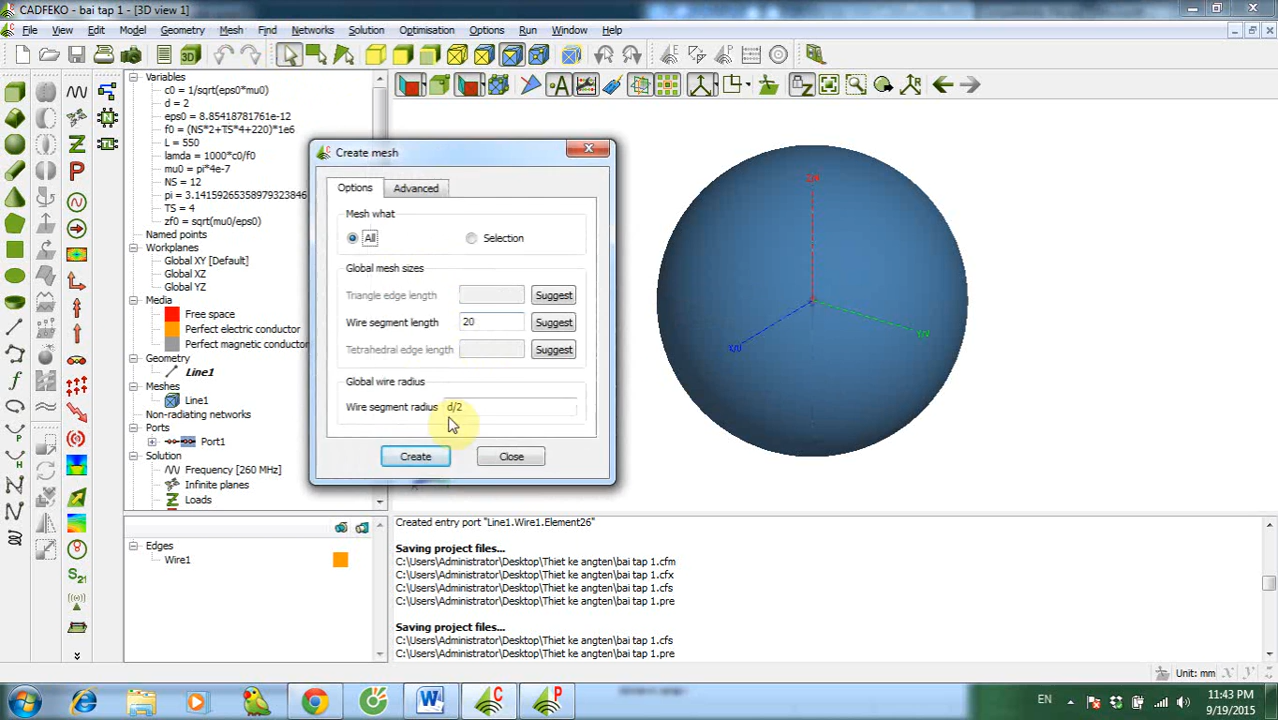 CADFEKO - bai tap 1 - [3D view 1]
File View Edit Model Geometry Mesh Find Networks Solution Optimisation Options Run Window Help
Variables
c0 = 1/sqrt(eps0*mu0)
d = 2
eps0 = 8.85418781761e-12
f0 = (NS*2+TS*4+220)*1e6
L = 550
lamda = 1000*c0/f0
mu0 = pi*4e-7
NS = 12
pi = 3.14159265358979323846
TS = 4
zf0 = sqrt(mu0/eps0)
Named points
Workplanes
Global XY [Default]
Global XZ
Global YZ
Media
Free space
Perfect electric conductor
Perfect magnetic conductor
Geometry
Line1
Meshes
Line1
Non-radiating networks
Ports
Port1
Solution
Frequency [260 MHz]
Infinite planes
Loads
Edges
Wire1
Create mesh
Options Advanced
Mesh what
All Selection
Global mesh sizes
Triangle edge length Suggest
Wire segment length 20 Suggest
Tetrahedral edge length Suggest
Global wire radius
Wire segment radius d/2
Create Close
Created entry port "Line1.Wire1.Element26"
Saving project files...
C:\Users\Administrator\Desktop\Thiet ke angten\bai tap 1.cfm
C:\Users\Administrator\Desktop\Thiet ke angten\bai tap 1.cfx
C:\Users\Administrator\Desktop\Thiet ke angten\bai tap 1.cfs
C:\Users\Administrator\Desktop\Thiet ke angten\bai tap 1.pre
Saving project files...
C:\Users\Administrator\Desktop\Thiet ke angten\bai tap 1.cfs
C:\Users\Administrator\Desktop\Thiet ke angten\bai tap 1.pre
Unit: mm
EN
11:43 PM
9/19/2015